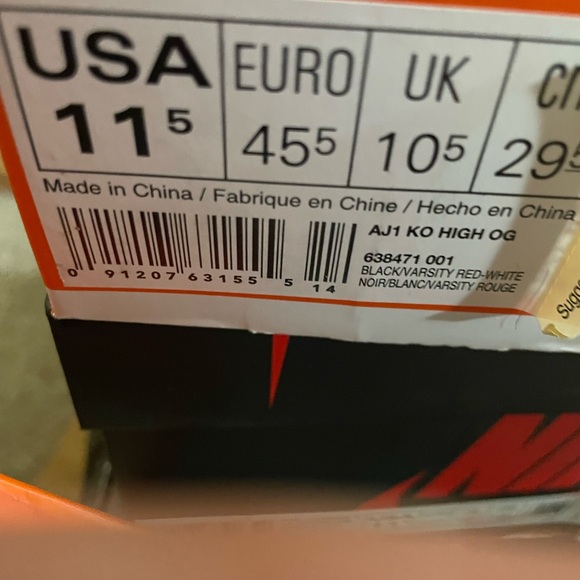 USA EURO UK cm
11 5 45 5 10 5 29 5
Made in China / Fabrique en Chine / Hecho en China
AJ1 KO HIGH OG
638471 001
BLACK/VARSITY RED-WHITE
NOIR/BLANC/VARSITY ROUGE
0 91207 63155 5 14